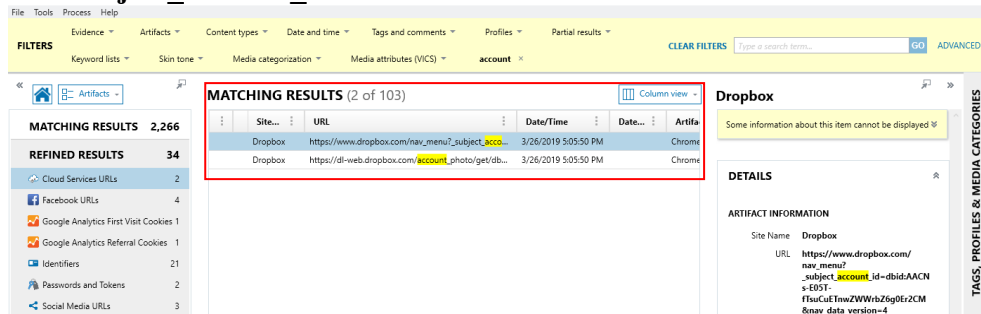 File Tools Process Help
FILTERS
Evidence Artifacts Content types Date and time Tags and comments Profiles Partial results
Keyword lists Skin tone Media categorization Media attributes (VICS) account ×
CLEAR FILTERS Type a search term... GO ADVANCED
« Artifacts
MATCHING RESULTS 2,266
REFINED RESULTS 34
Cloud Services URLs 2
Facebook URLs 4
Google Analytics First Visit Cookies 1
Google Analytics Referral Cookies 1
Identifiers 21
Passwords and Tokens 2
Social Media URLs 3
MATCHING RESULTS (2 of 103) Column view
Site... URL Date/Time Date... Artifa
Dropbox https://www.dropbox.com/nav_menu?_subject_acco... 3/26/2019 5:05:50 PM Chrome
Dropbox https://dl-web.dropbox.com/account_photo/get/db... 3/26/2019 5:05:50 PM Chrome
Dropbox
Some information about this item cannot be displayed
DETAILS
ARTIFACT INFORMATION
Site Name Dropbox
URL https://www.dropbox.com/
nav_menu?
_subject_account_id=dbid:AACN
s-E05T-
fTsuCuETnwZWWrbZ6g0Er2CM
&nav_data_version=4
»
TAGS, PROFILES & MEDIA CATEGORIES